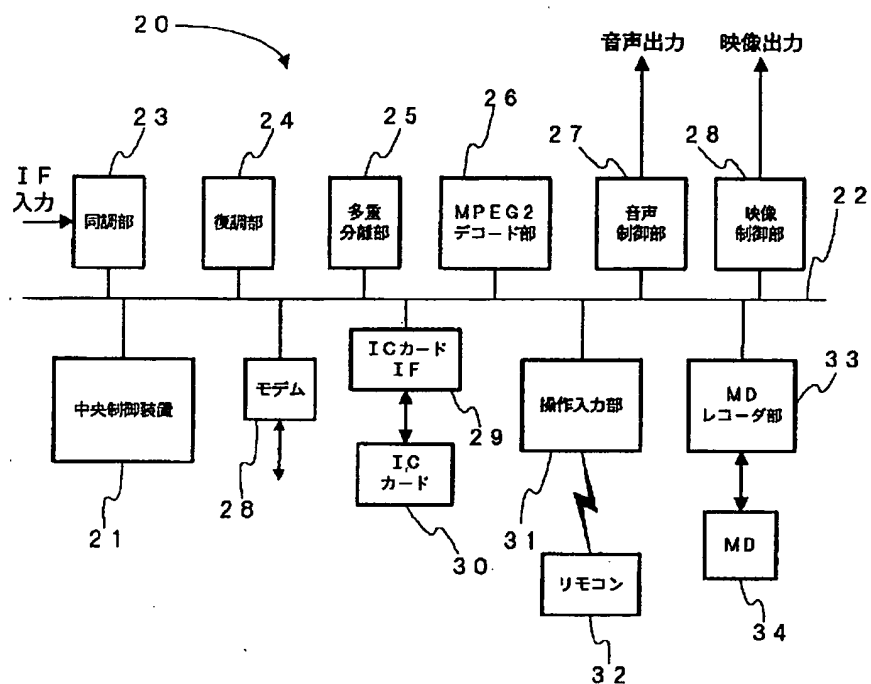 20
音声出力
映像出力
23
24
25
26
27
28
22
IF
入力
同調部
復調部
多重
分離部
MPEG2
デコード部
音声
制御部
映像
制御部
中央制御装置
モデム
ICカード
IF
操作入力部
MD
レコーダ部
33
21
28
29
IC
カード
30
31
リモコン
32
MD
34